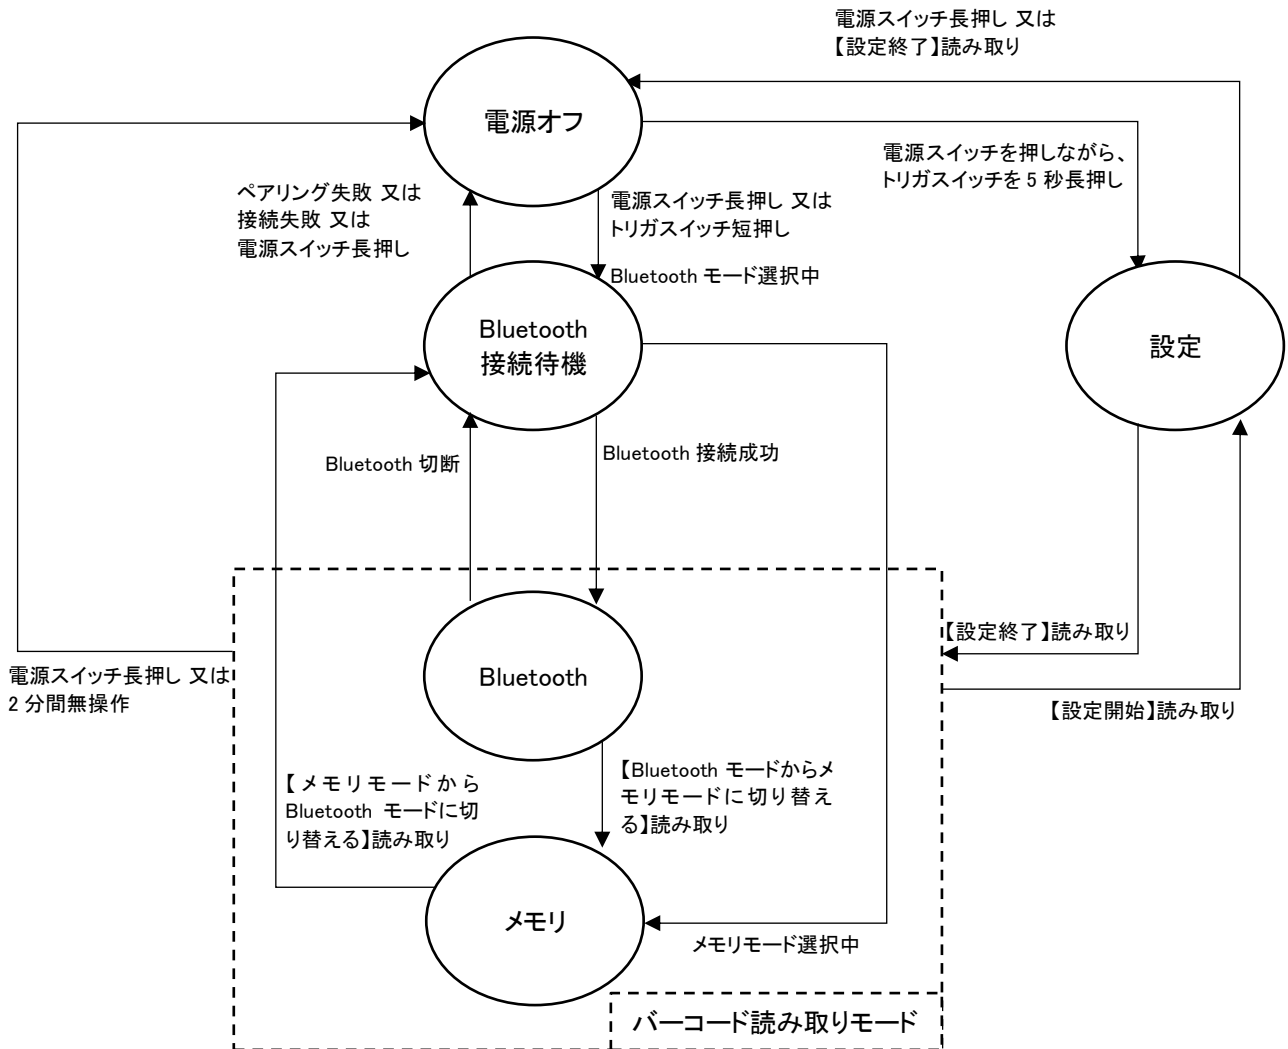 電源スイッチ長押し 又は
【設定終了】読み取り
電源オフ
電源スイッチを押しながら、
トリガスイッチを 5 秒長押し
ペアリング失敗 又は
接続失敗 又は
電源スイッチ長押し
電源スイッチ長押し 又は
トリガスイッチ短押し
Bluetooth モード選択中
Bluetooth
接続待機
設定
Bluetooth 切断
Bluetooth 接続成功
【設定終了】読み取り
電源スイッチ長押し 又は
2 分間無操作
Bluetooth
【設定開始】読み取り
【メモリモードから
Bluetooth モードに切
り替える】読み取り
【Bluetooth モードからメ
モリモードに切り替え
る】読み取り
メモリ
メモリモード選択中
バーコード読み取りモード